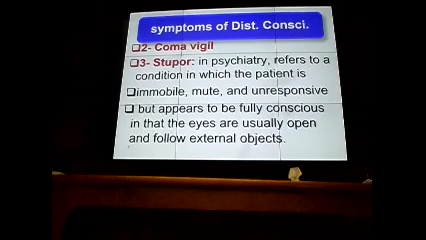 symptoms of Dist. Consci.
❑2- Coma vigil
❑3- Stupor: in psychiatry, refers to a
condition in which the patient is
❑immobile, mute, and unresponsive
❑ but appears to be fully conscious
in that the eyes are usually open
and follow external objects.